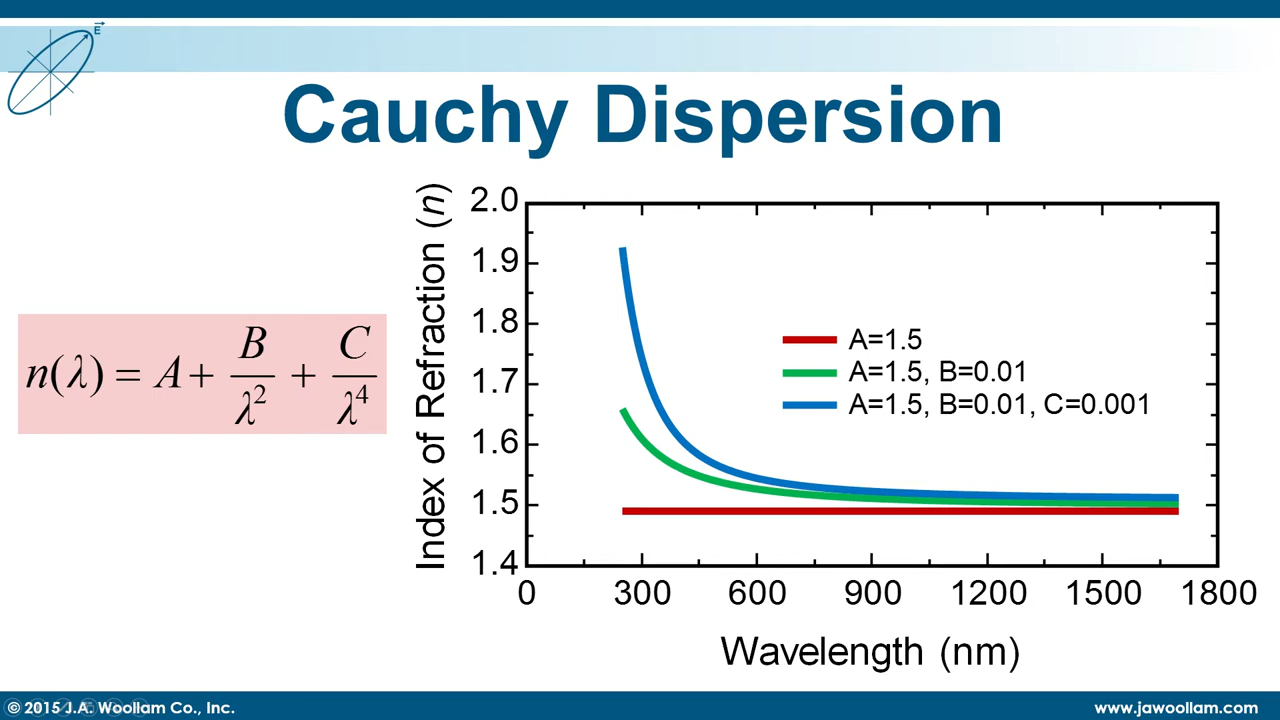 E
Cauchy Dispersion
n(λ) = A + B/λ² + C/λ⁴
Index of Refraction (n)
2.0
1.9
1.8
1.7
1.6
1.5
1.4
A=1.5
A=1.5, B=0.01
A=1.5, B=0.01, C=0.001
0 300 600 900 1200 1500 1800
Wavelength (nm)
© 2015 J.A. Woollam Co., Inc.
www.jawoollam.com